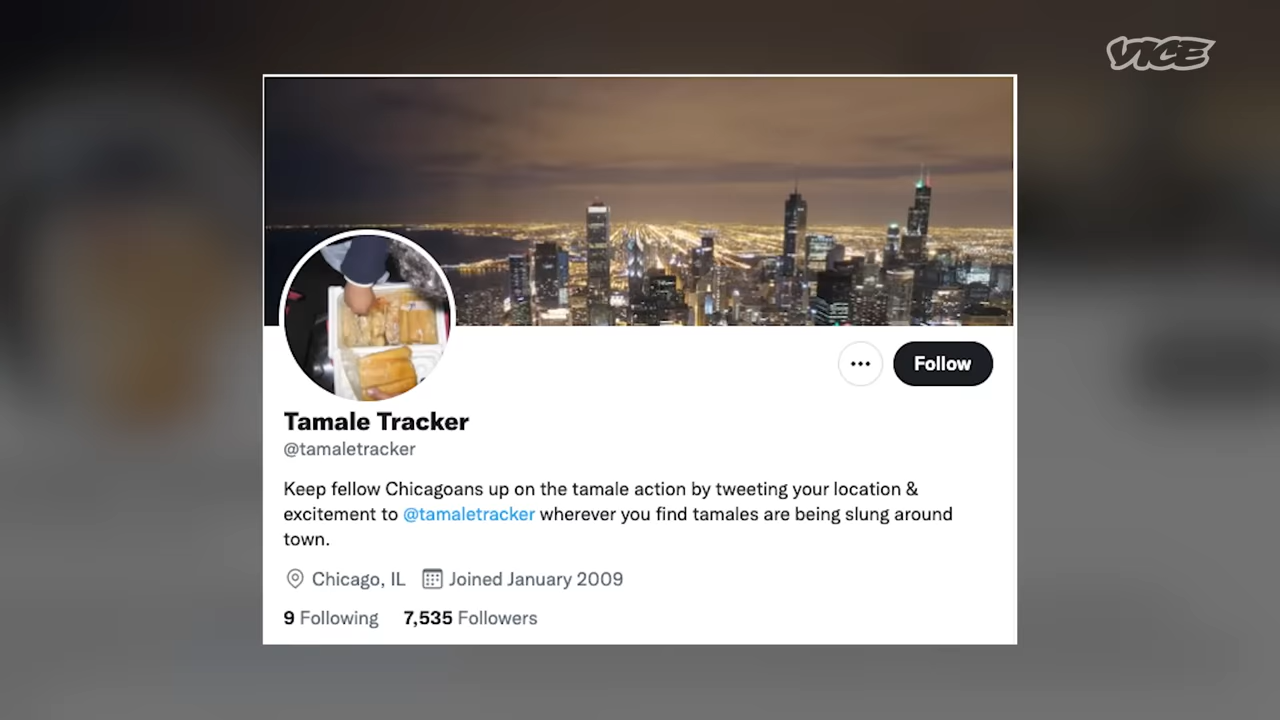 VICE
Follow
Tamale Tracker
@tamaletracker
Keep fellow Chicagoans up on the tamale action by tweeting your location &
excitement to @tamaletracker wherever you find tamales are being slung around
town.
Chicago, IL Joined January 2009
9 Following 7,535 Followers